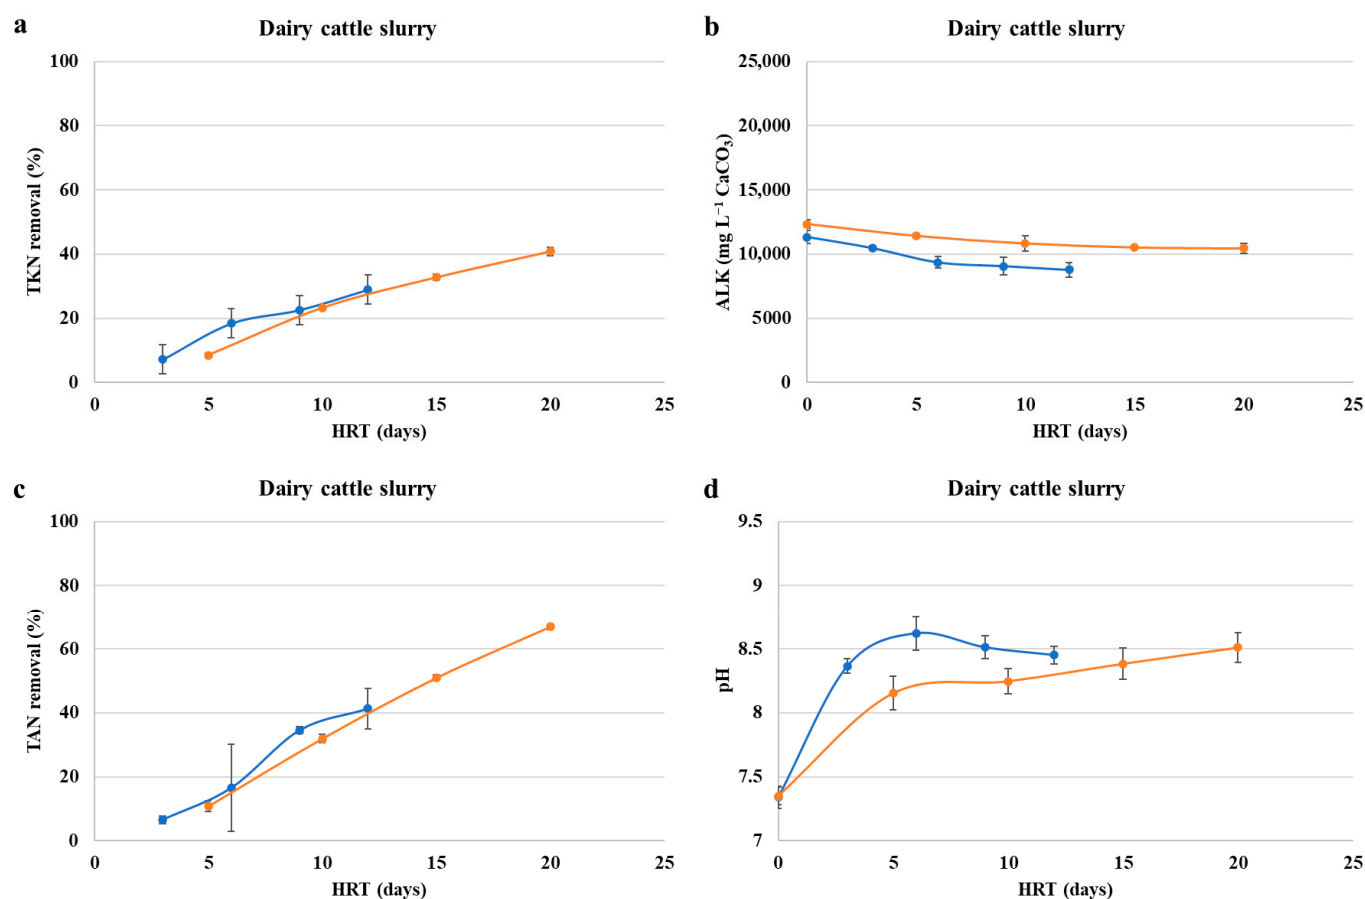 a
Dairy cattle slurry
TKN removal (%)
100
80
60
40
20
0
0 5 10 15 20 25
HRT (days)
b
Dairy cattle slurry
ALK (mg L⁻¹ CaCO₃)
25,000
20,000
15,000
10,000
5000
0
0 5 10 15 20 25
HRT (days)
c
Dairy cattle slurry
TAN removal (%)
100
80
60
40
20
0
0 5 10 15 20 25
HRT (days)
d
Dairy cattle slurry
pH
9.5
9
8.5
8
7.5
7
0 5 10 15 20 25
HRT (days)